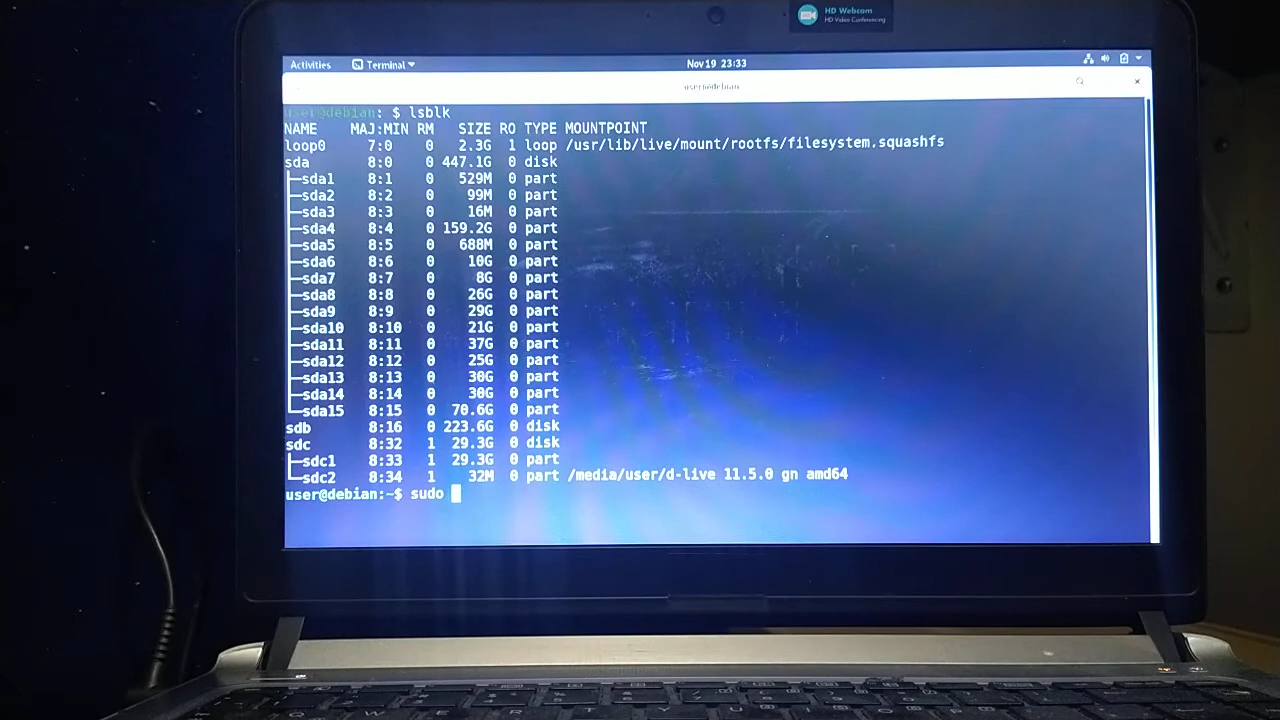 HD Webcam
HD Video Conferencing
Activities Terminal Nov 19 23:33
user@debian
user@debian: $ lsblk
NAME MAJ:MIN RM SIZE RO TYPE MOUNTPOINT
loop0 7:0 0 2.3G 1 loop /usr/lib/live/mount/rootfs/filesystem.squashfs
sda 8:0 0 447.1G 0 disk
├─sda1 8:1 0 529M 0 part
├─sda2 8:2 0 99M 0 part
├─sda3 8:3 0 16M 0 part
├─sda4 8:4 0 159.2G 0 part
├─sda5 8:5 0 688M 0 part
├─sda6 8:6 0 10G 0 part
├─sda7 8:7 0 8G 0 part
├─sda8 8:8 0 26G 0 part
├─sda9 8:9 0 29G 0 part
├─sda10 8:10 0 21G 0 part
├─sda11 8:11 0 37G 0 part
├─sda12 8:12 0 25G 0 part
├─sda13 8:13 0 30G 0 part
├─sda14 8:14 0 30G 0 part
└─sda15 8:15 0 70.6G 0 part
sdb 8:16 0 223.6G 0 disk
sdc 8:32 1 29.3G 0 disk
├─sdc1 8:33 1 29.3G 0 part
└─sdc2 8:34 1 32M 0 part /media/user/d-live 11.5.0 gn amd64
user@debian:~$ sudo